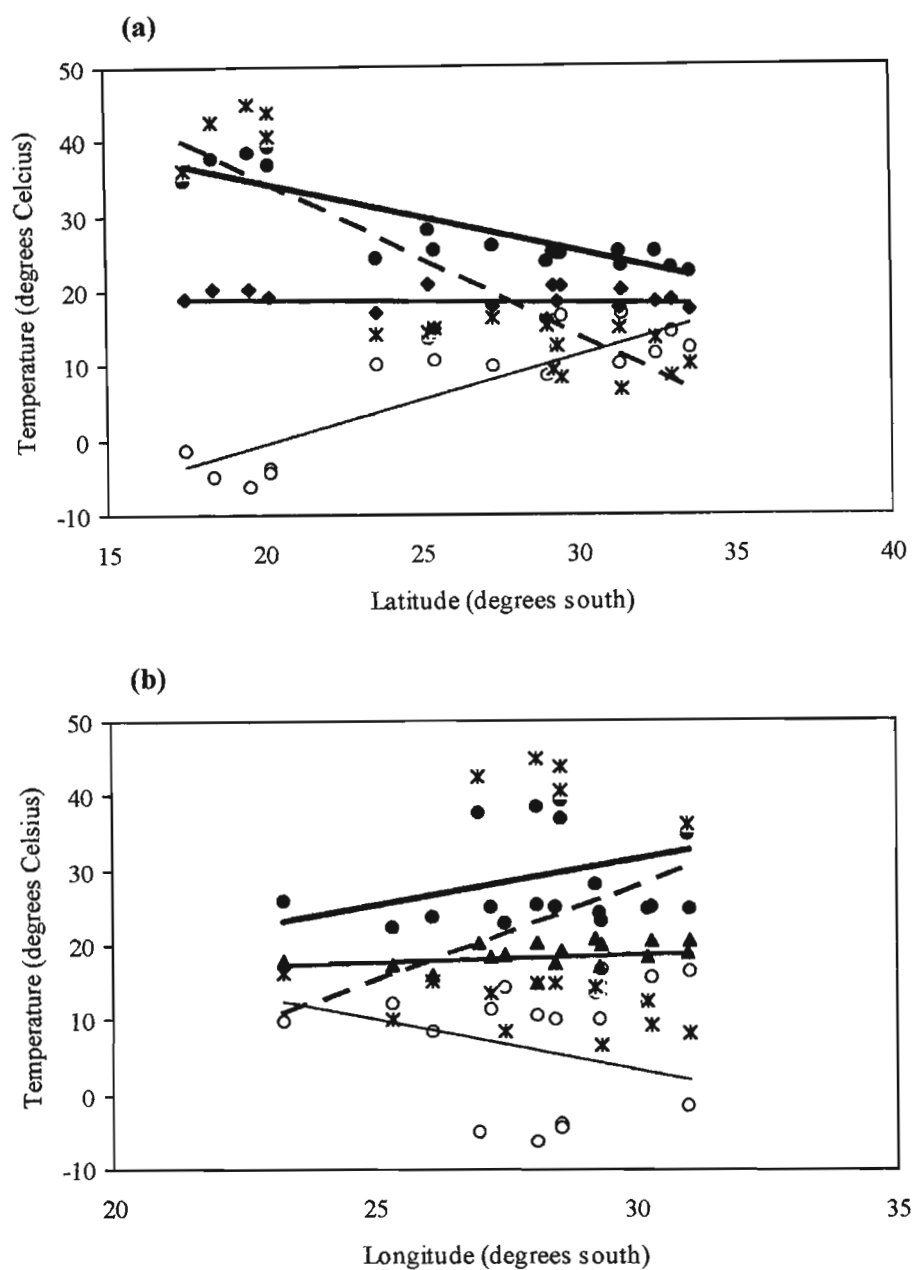 (a)
50
40
30
20
10
0
-10
Temperature (degrees Celcius)
15 20 25 30 35 40
Latitude (degrees south)
(b)
50
40
30
20
10
0
-10
Temperature (degrees Celsius)
20 25 30 35
Longitude (degrees south)